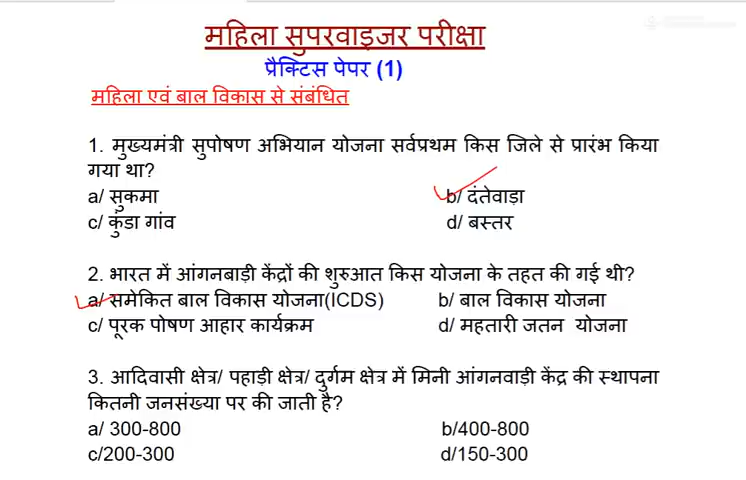 महिला सुपरवाइजर परीक्षा
प्रैक्टिस पेपर (1)
महिला एवं बाल विकास से संबंधित
1. मुख्यमंत्री सुपोषण अभियान योजना सर्वप्रथम किस जिले से प्रारंभ किया
गया था?
a/ सुकमा b/ दंतेवाड़ा
c/ कुंडा गांव d/ बस्तर
2. भारत में आंगनबाड़ी केंद्रों की शुरुआत किस योजना के तहत की गई थी?
a/ समेकित बाल विकास योजना(ICDS) b/ बाल विकास योजना
c/ पूरक पोषण आहार कार्यक्रम d/ महतारी जतन योजना
3. आदिवासी क्षेत्र/ पहाड़ी क्षेत्र/ दुर्गम क्षेत्र में मिनी आंगनवाड़ी केंद्र की स्थापना
कितनी जनसंख्या पर की जाती है?
a/ 300-800 b/400-800
c/200-300 d/150-300